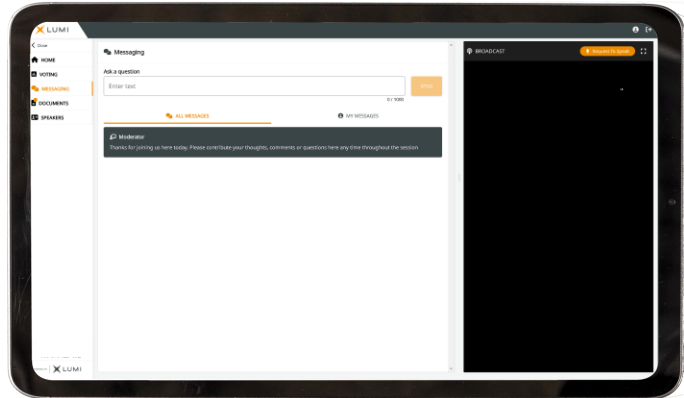 LUMI
Close
HOME
VOTING
MESSAGING
DOCUMENTS
SPEAKERS
LUMI
Messaging
Ask a question
Enter text
0 / 1000
ALL MESSAGES
MY MESSAGES
Moderator
Thanks for joining us here today. Please contribute your thoughts, comments or questions here any time throughout the session
BROADCAST
Request To Speak